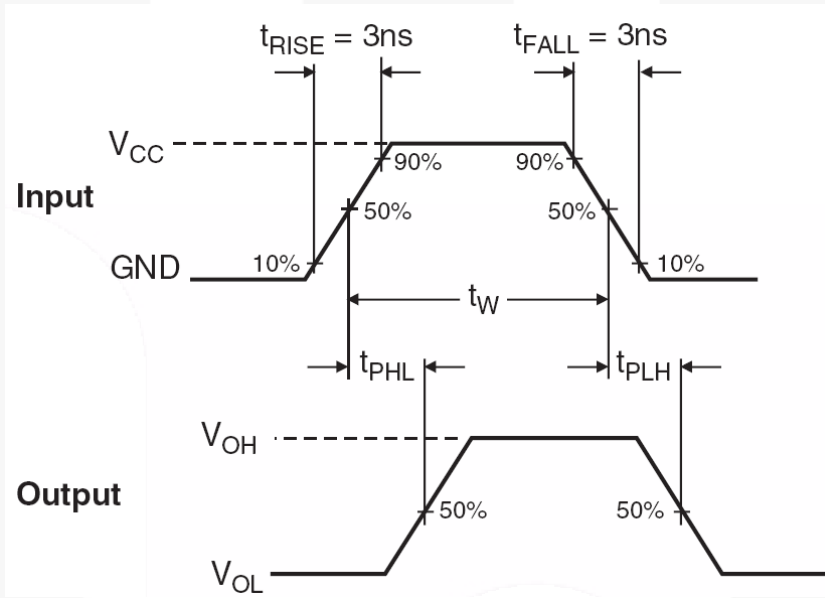 tRISE = 3ns tFALL = 3ns
VCC
90% 90%
Input
50% 50%
GND 10% 10%
tW
tPHL tPLH
VOH
Output
50% 50%
VOL